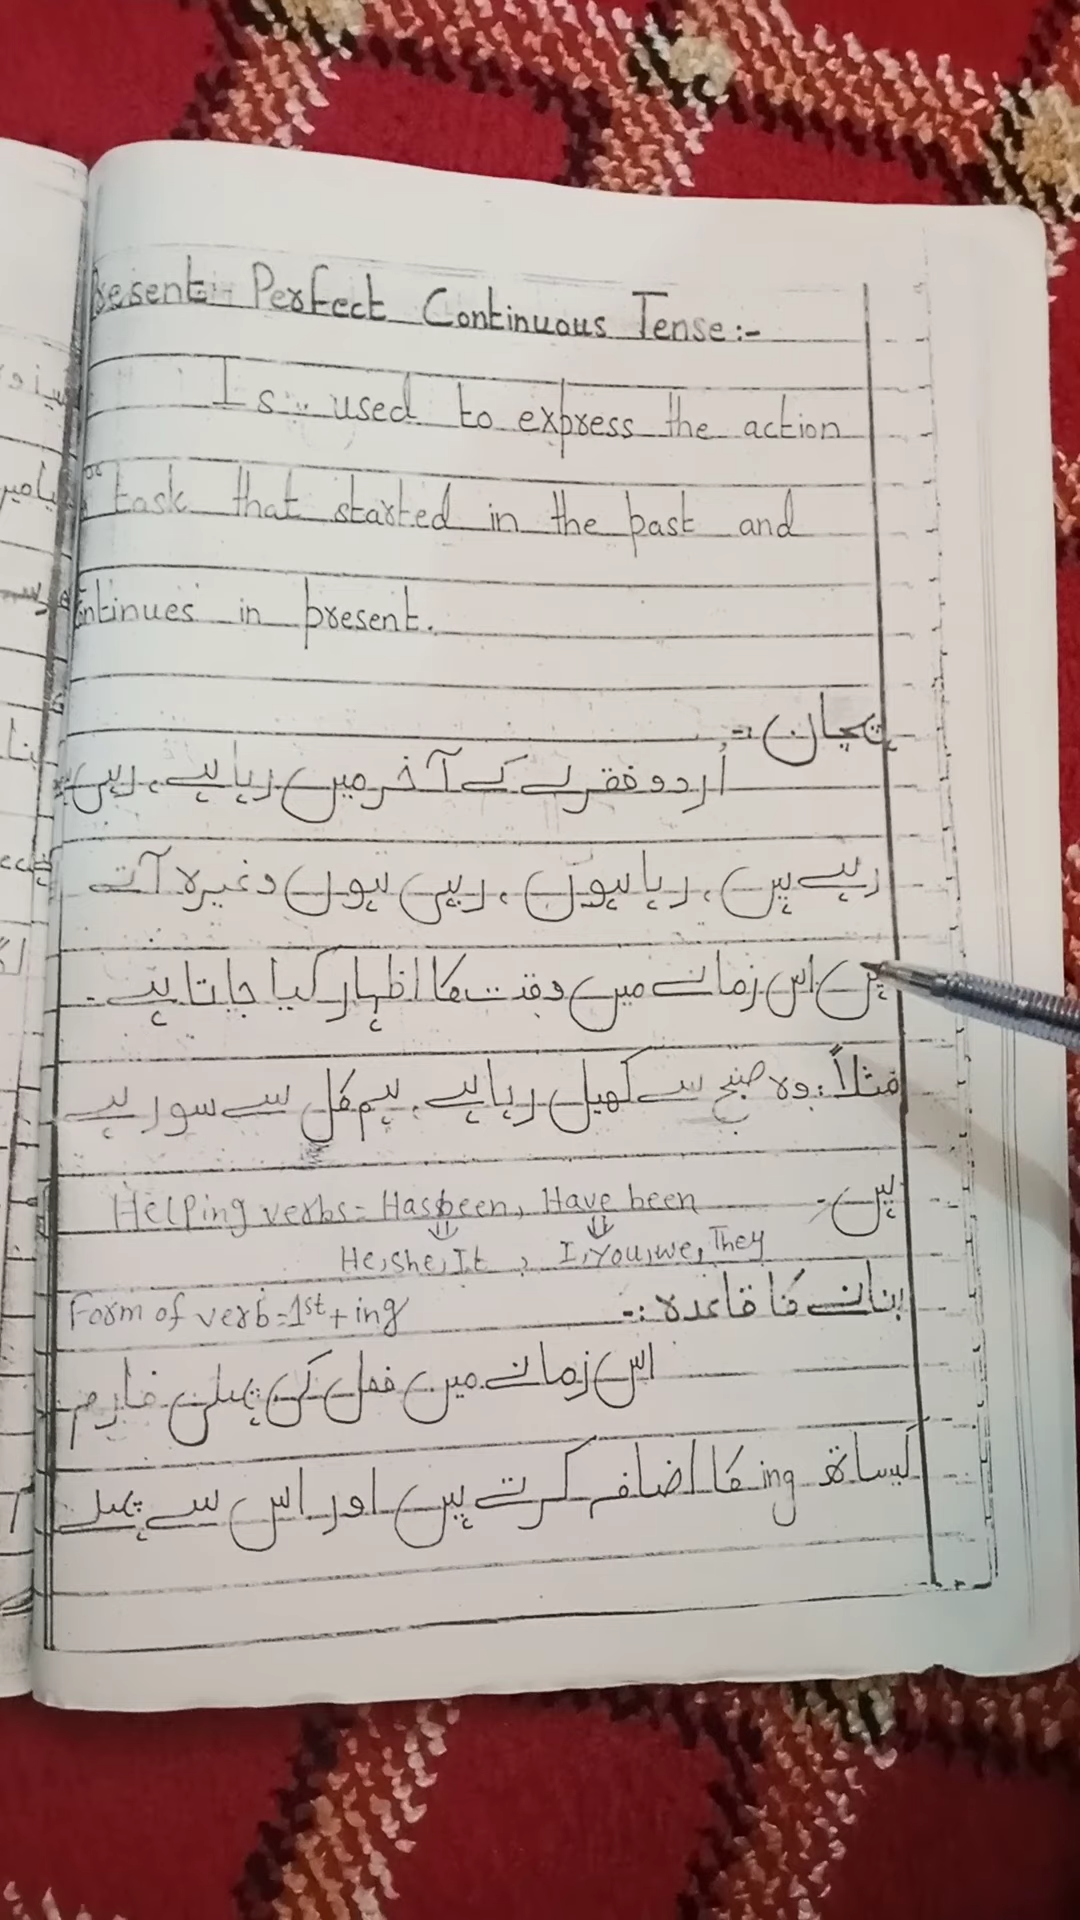 Present Perfect Continuous Tense:-
Is used to express the action
or task that started in the past and
continues in present.
پہچان :-
اُردو فقرے کے آخر میں رہا ہے، رہی ہے
رہے ہیں، رہا ہوں، رہی ہوں وغیرہ آتے
ہیں اس زمانے میں وقت کا اظہار کیا جاتا ہے۔
مثلاً: وہ صبح سے کھیل رہا ہے، ہم کل سے سو رہے
ہیں۔ Helping verbs = Has been, Have been
He, she, It , I, You, we, They
بنانے کا قاعدہ :- Form of verb = 1st + ing
اس زمانے میں فعل کی پہلی فارم
کیساتھ ing کا اضافہ کرتے ہیں اور اس سے پہلے